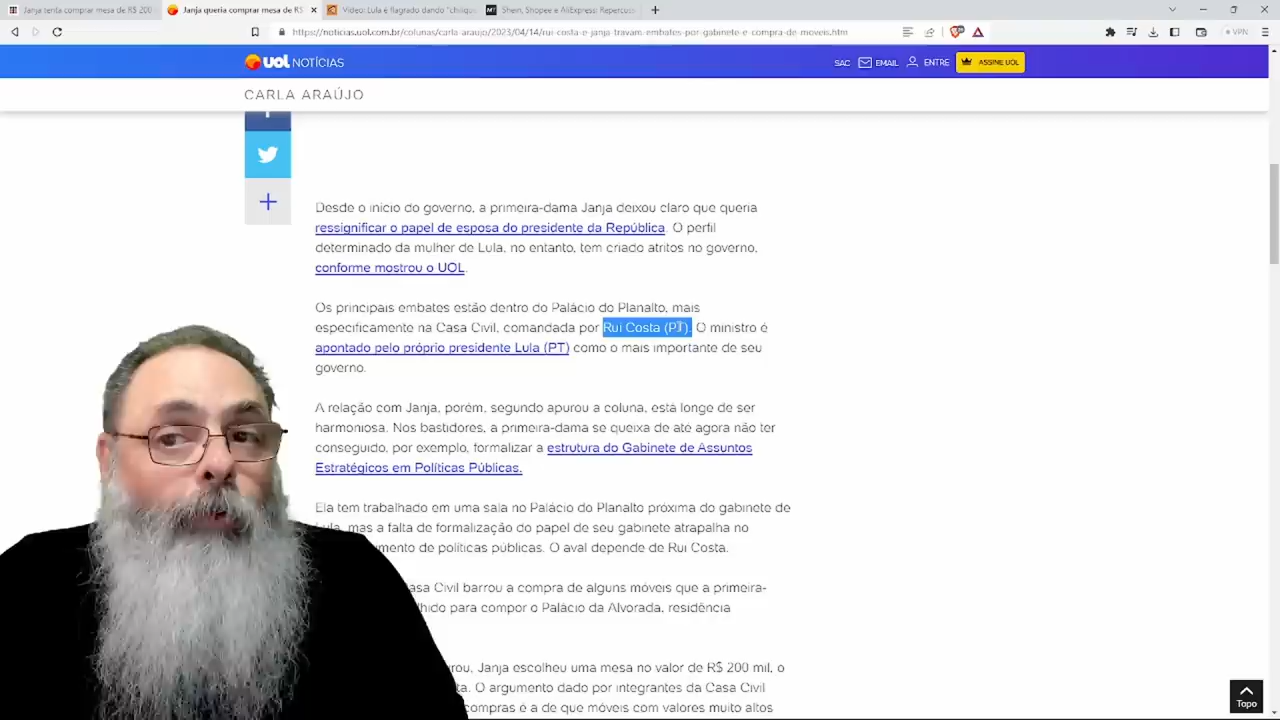 Janja tenta comprar mesa de R$ 200
Janja queria comprar mesa de R$
Vídeo: Lula é flagrado dando "chilique
Shein, Shopee e AliExpress: Repercuss
https://noticias.uol.com.br/colunas/carla-araujo/2023/04/14/rui-costa-e-janja-travam-embates-por-gabinete-e-compra-de-moveis.htm
VPN
UOL NOTÍCIAS
SAC
EMAIL
ENTRE
ASSINE UOL
CARLA ARAÚJO
Desde o início do governo, a primeira-dama Janja deixou claro que queria
ressignificar o papel de esposa do presidente da República. O perfil
determinado da mulher de Lula, no entanto, tem criado atritos no governo,
conforme mostrou o UOL.
Os principais embates estão dentro do Palácio do Planalto, mais
especificamente na Casa Civil, comandada por Rui Costa (PT). O ministro é
apontado pelo próprio presidente Lula (PT) como o mais importante de seu
governo.
A relação com Janja, porém, segundo apurou a coluna, está longe de ser
harmoniosa. Nos bastidores, a primeira-dama se queixa de até agora não ter
conseguido, por exemplo, formalizar a estrutura do Gabinete de Assuntos
Estratégicos em Políticas Públicas.
Ela tem trabalhado em uma sala no Palácio do Planalto próxima do gabinete de
Lula, mas a falta de formalização do papel de seu gabinete atrapalha no
de políticas públicas. O aval depende de Rui Costa.
Civil barrou a compra de alguns móveis que a primeira-
para compor o Palácio da Alvorada, residência
Janja escolheu uma mesa no valor de R$ 200 mil, o
O argumento dado por integrantes da Casa Civil
compras é a de que móveis com valores muito altos
Topo